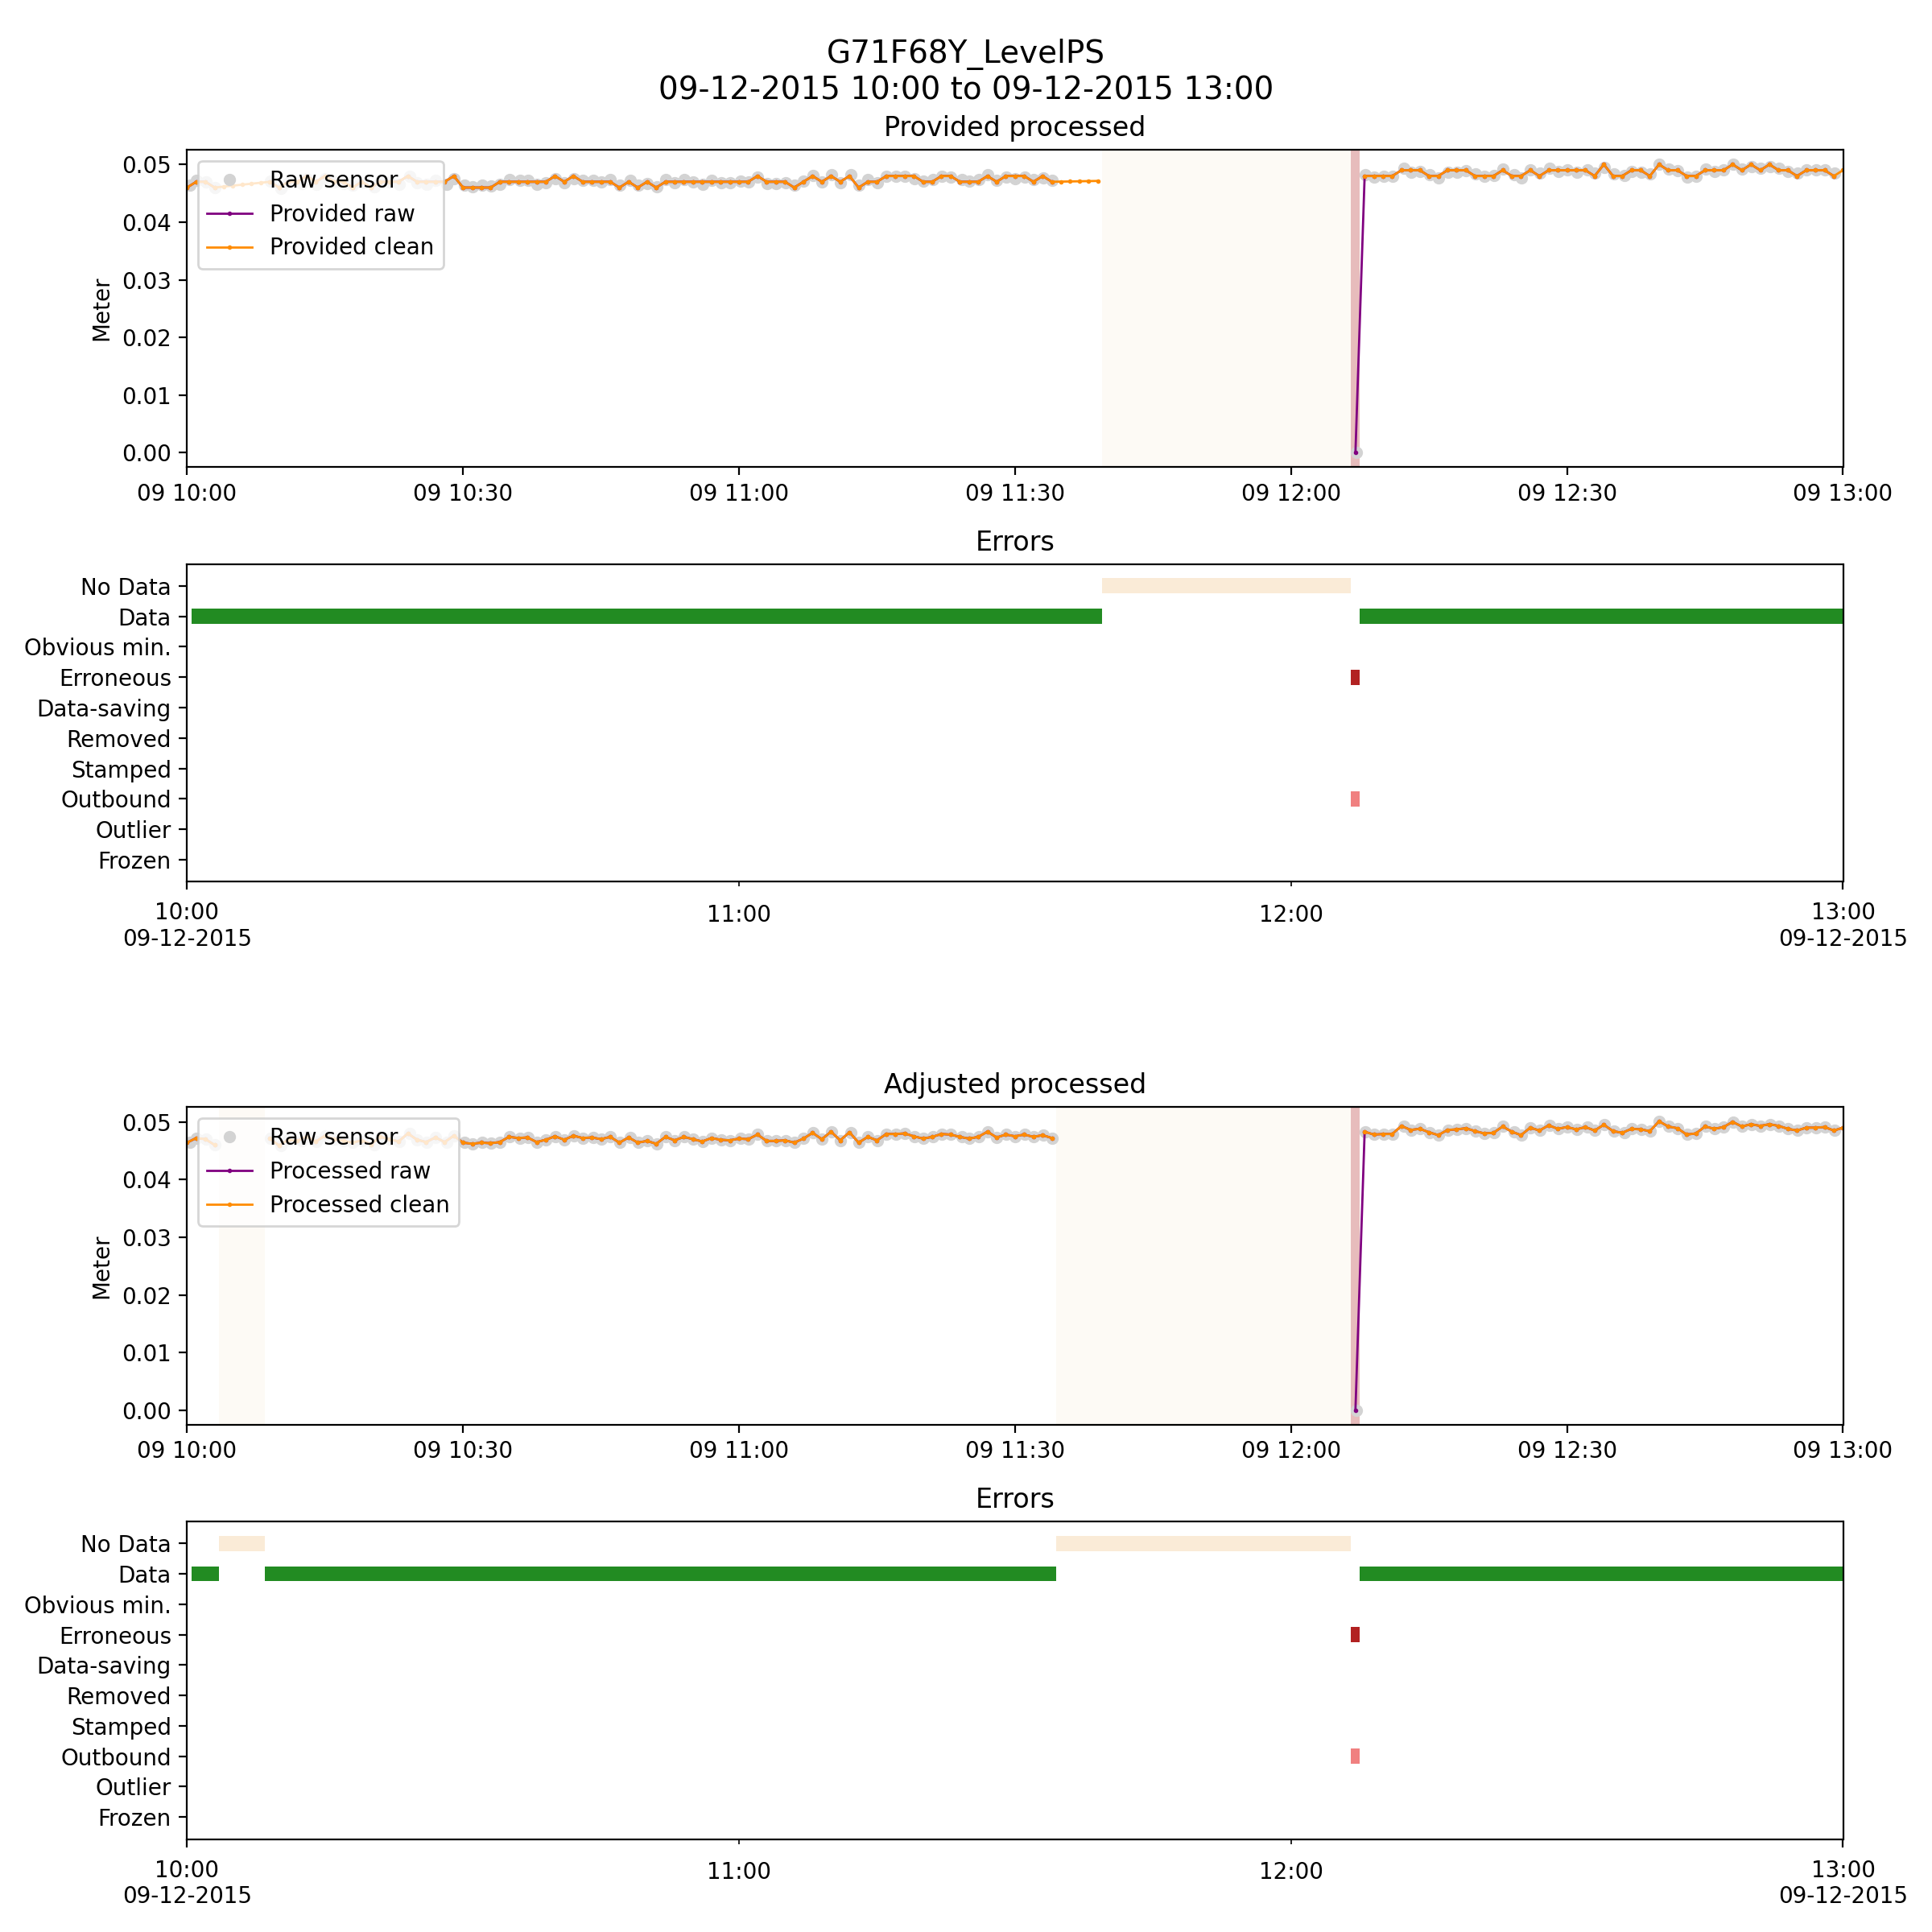 G71F68Y_LevelPS
09-12-2015 10:00 to 09-12-2015 13:00
Provided processed
Meter
0.05
0.04
0.03
0.02
0.01
0.00
Raw sensor
Provided raw
Provided clean
09 10:00 09 10:30 09 11:00 09 11:30 09 12:00 09 12:30 09 13:00
Errors
No Data
Data
Obvious min.
Erroneous
Data-saving
Removed
Stamped
Outbound
Outlier
Frozen
10:00 11:00 12:00 13:00
09-12-2015 09-12-2015
Adjusted processed
Meter
0.05
0.04
0.03
0.02
0.01
0.00
Raw sensor
Processed raw
Processed clean
09 10:00 09 10:30 09 11:00 09 11:30 09 12:00 09 12:30 09 13:00
Errors
No Data
Data
Obvious min.
Erroneous
Data-saving
Removed
Stamped
Outbound
Outlier
Frozen
10:00 11:00 12:00 13:00
09-12-2015 09-12-2015